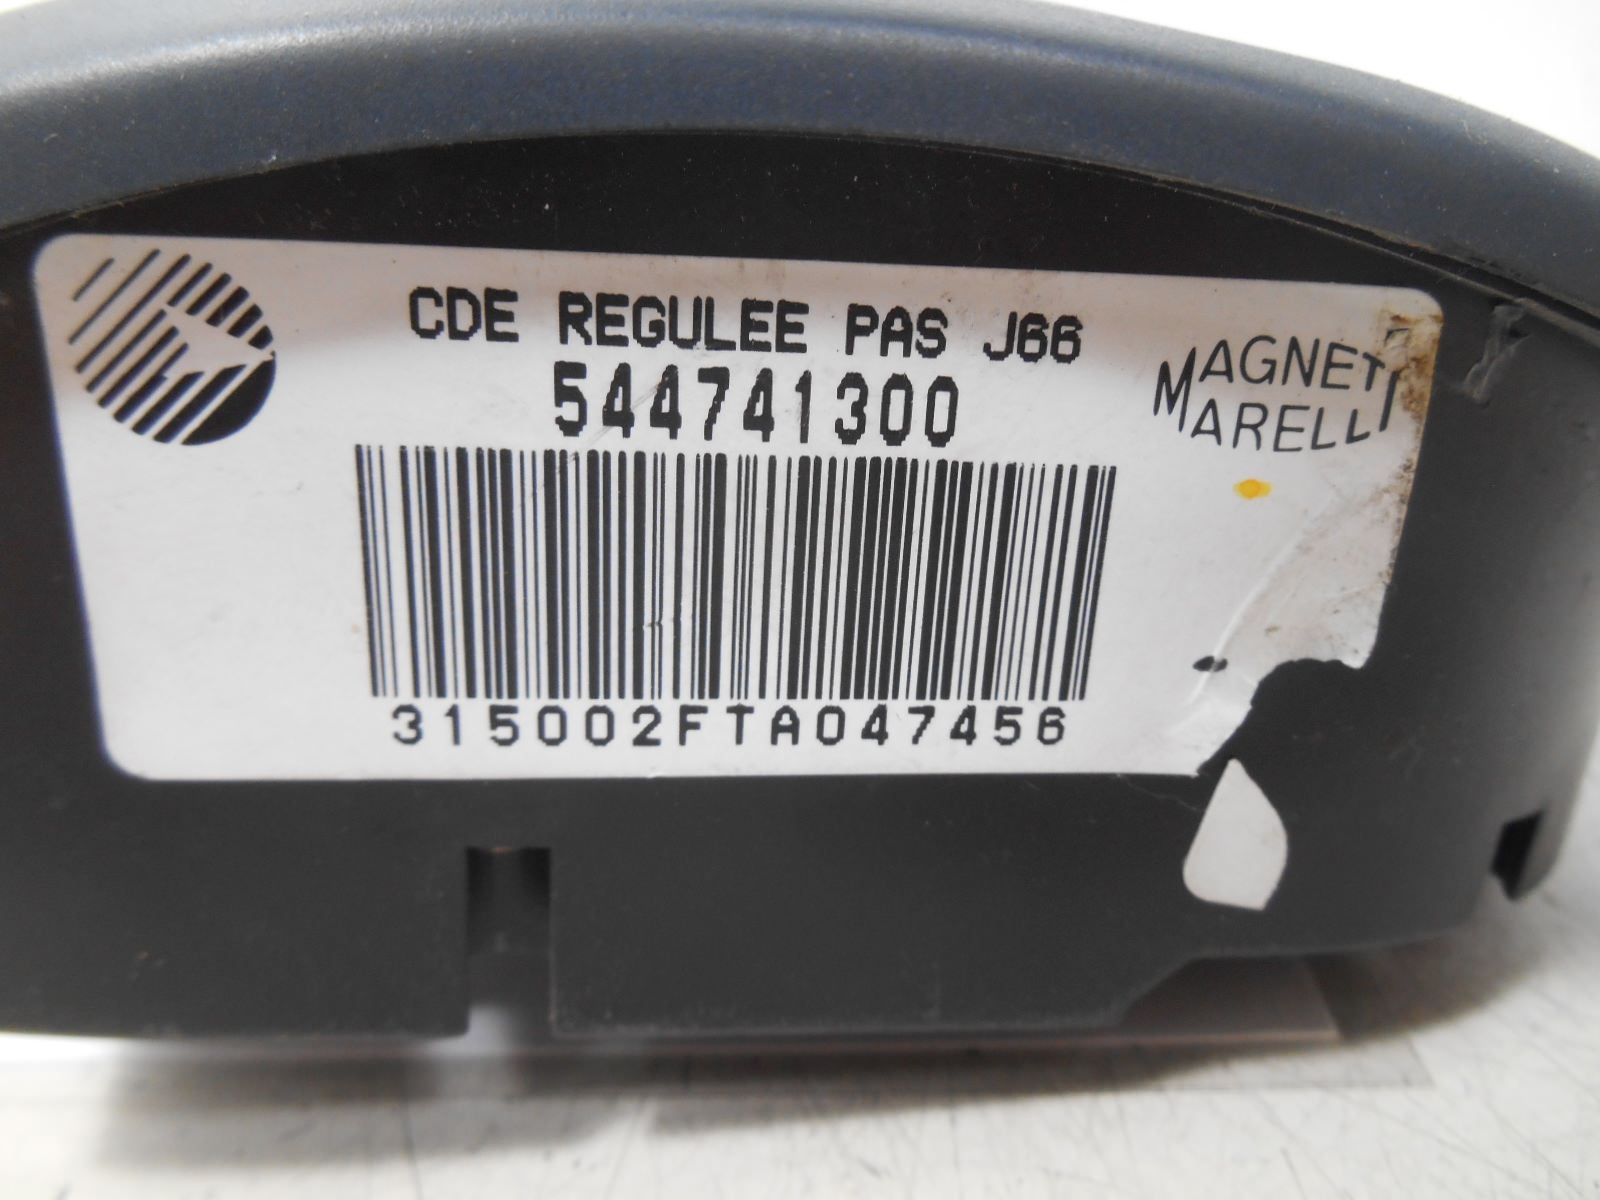 CDE REGULEE PAS J66
544741300
MAGNETI
MARELLI
315002FTA047456